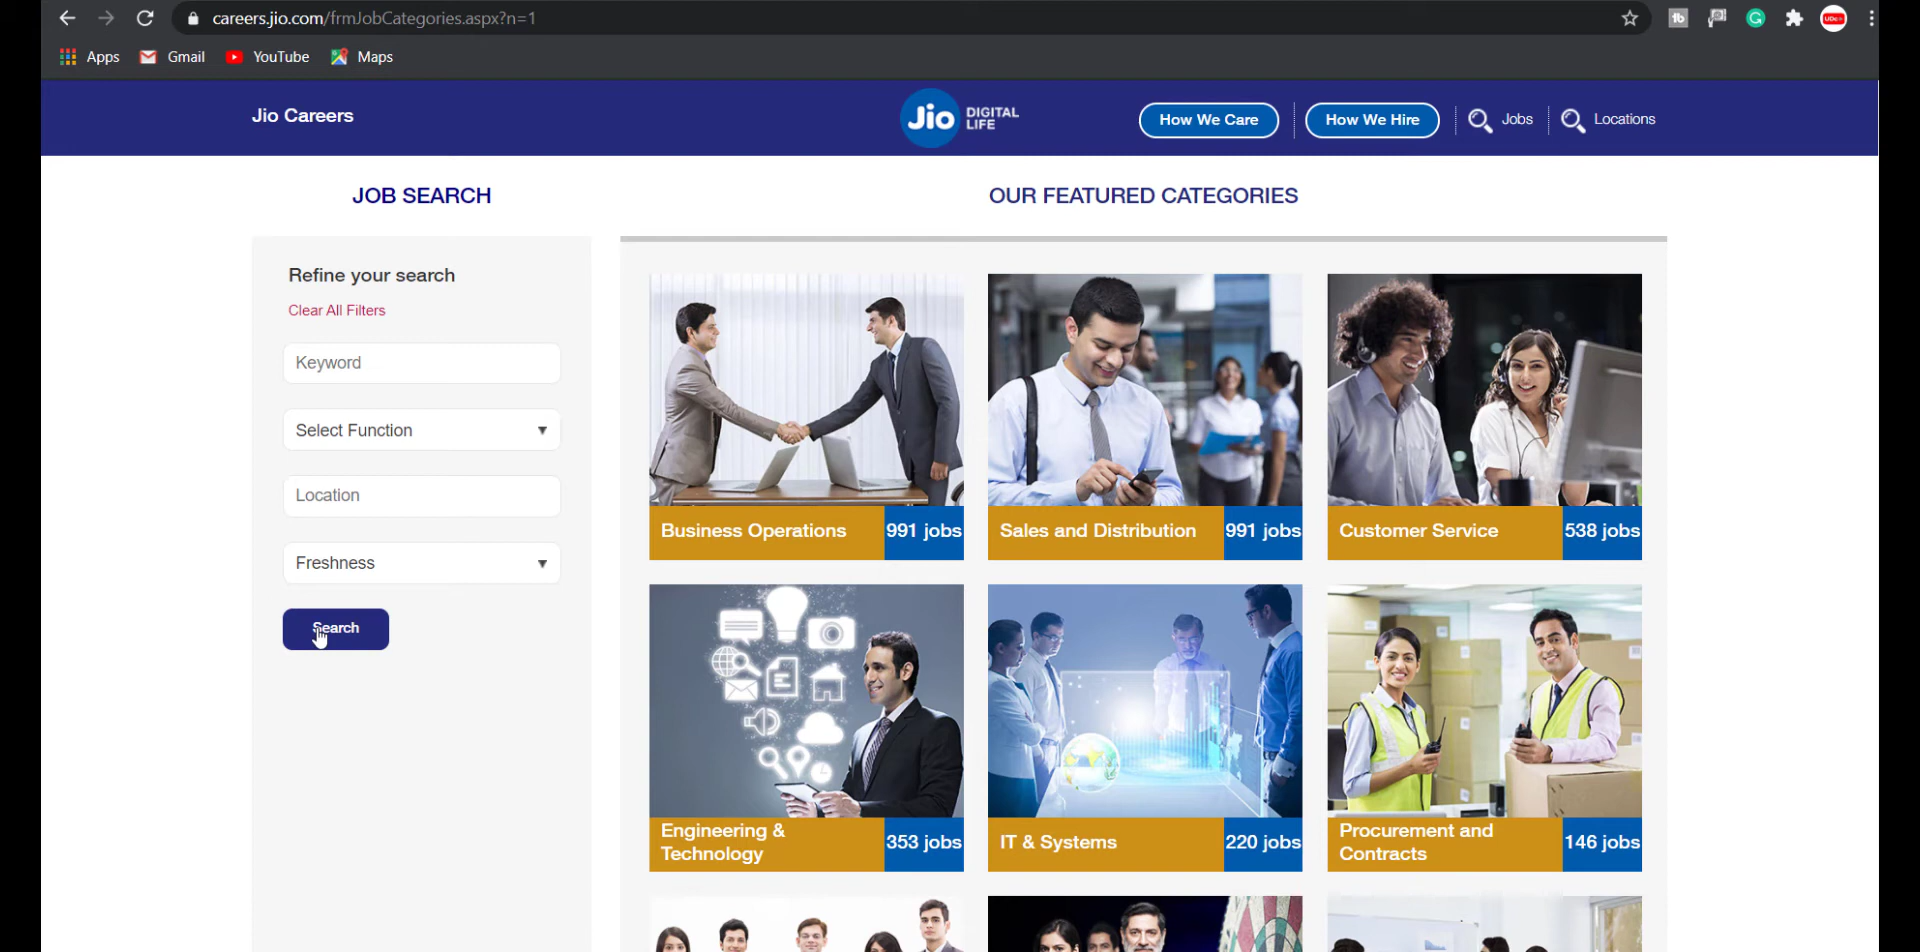 careers.jio.com/frmJobCategories.aspx?n=1
Apps Gmail YouTube Maps
Jio Careers
Jio DIGITAL LIFE
How We Care
How We Hire
Jobs
Locations
JOB SEARCH
OUR FEATURED CATEGORIES
Refine your search
Clear All Filters
Keyword
Select Function
Location
Freshness
Search
Business Operations 991 jobs
Sales and Distribution 991 jobs
Customer Service 538 jobs
Engineering &
Technology 353 jobs
IT & Systems 220 jobs
Procurement and
Contracts 146 jobs